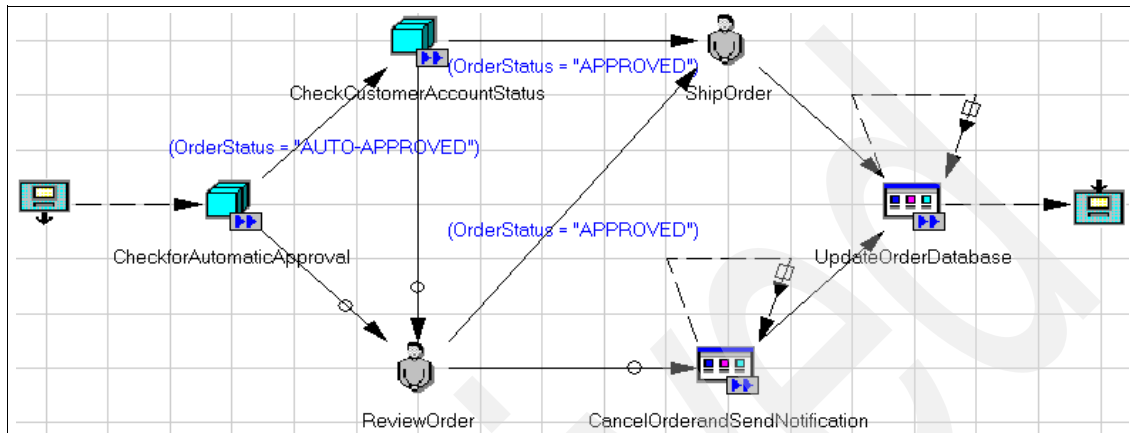 (OrderStatus = "APPROVED")
CheckCustomerAccountStatus
ShipOrder
(OrderStatus = "AUTO-APPROVED")
CheckforAutomaticApproval
(OrderStatus = "APPROVED")
UpdateOrderDatabase
ReviewOrder
CancelOrderandSendNotification